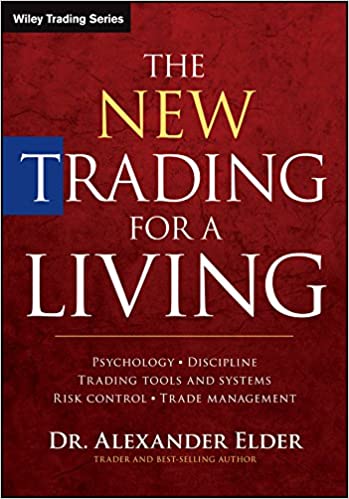 Wiley Trading Series
THE
NEW
TRADING
FOR A
LIVING
PSYCHOLOGY • DISCIPLINE
TRADING TOOLS AND SYSTEMS
RISK CONTROL • TRADE MANAGEMENT
DR. ALEXANDER ELDER
TRADER AND BEST-SELLING AUTHOR